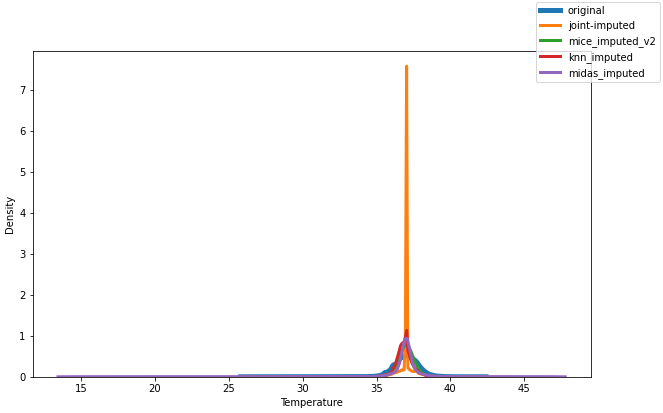 original
joint-imputed
mice_imputed_v2
knn_imputed
midas_imputed
7
6
5
4
3
2
1
0
Density
15 20 25 30 35 40 45
Temperature